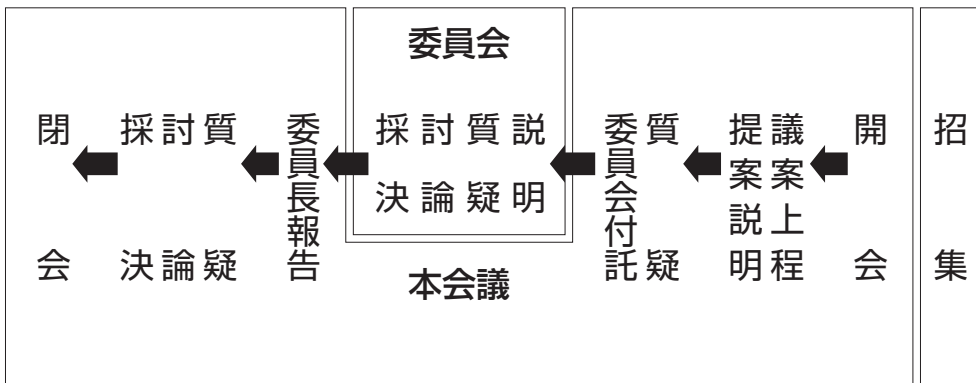 招集
開会
議案上程
提案説明
質疑
委員会付託
委員会
説明
質疑
討論
採決
本会議
委員長報告
質疑
討論
採決
閉会